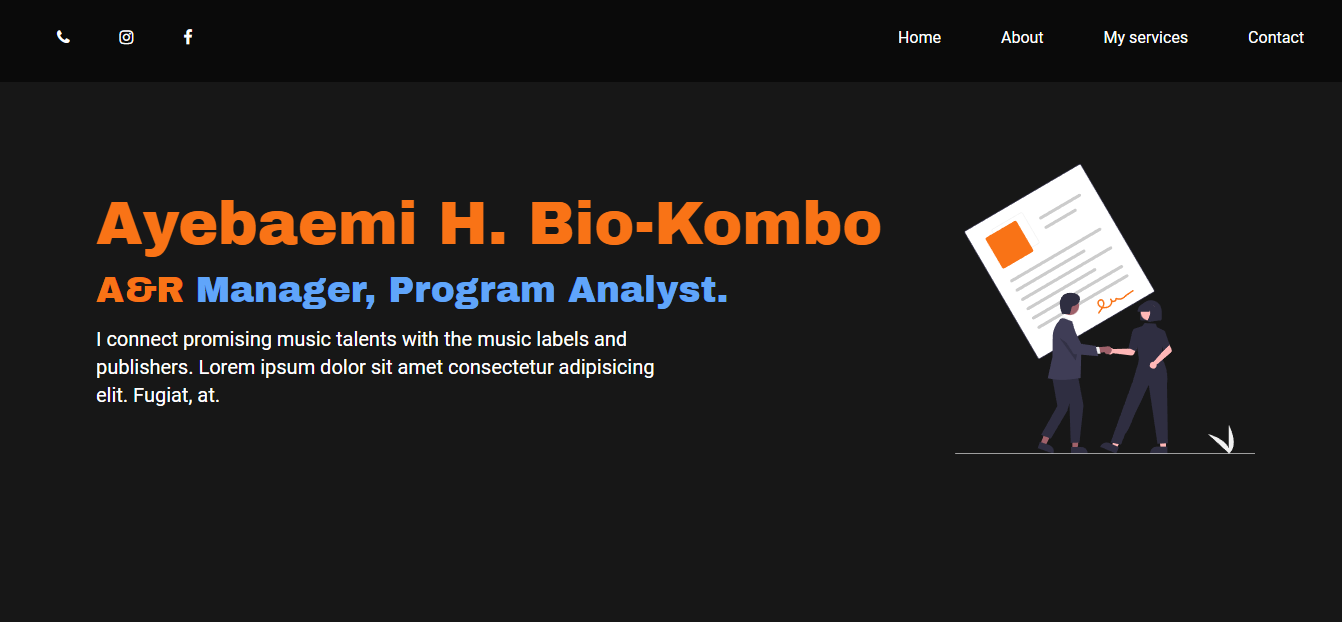 Home About My services Contact
Ayebaemi H. Bio-Kombo
A&R Manager, Program Analyst.
I connect promising music talents with the music labels and
publishers. Lorem ipsum dolor sit amet consectetur adipisicing
elit. Fugiat, at.